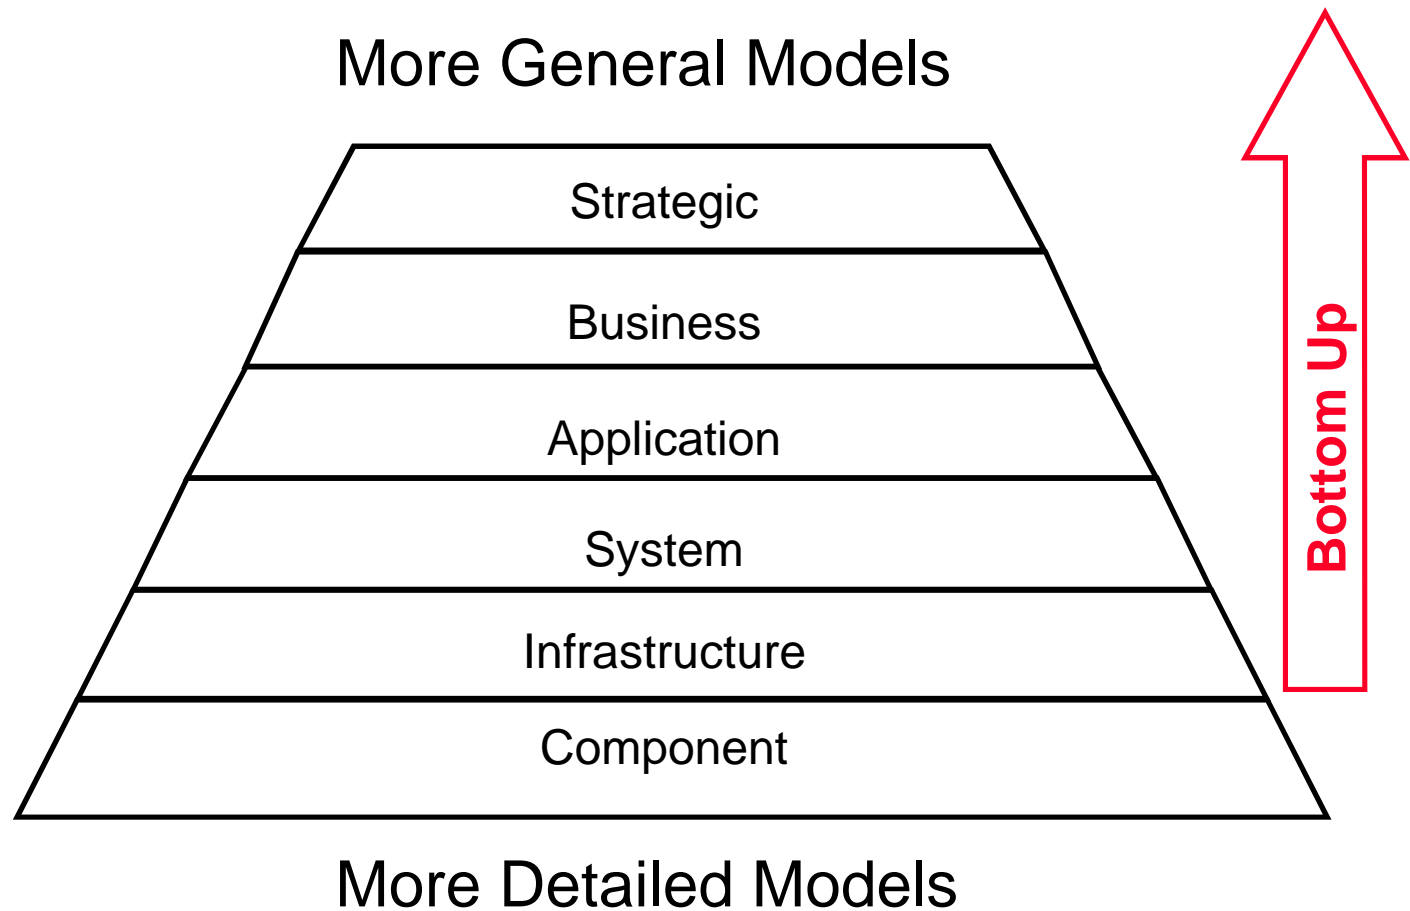 More General Models
Strategic
Business
Application
System
Infrastructure
Component
More Detailed Models
Bottom Up